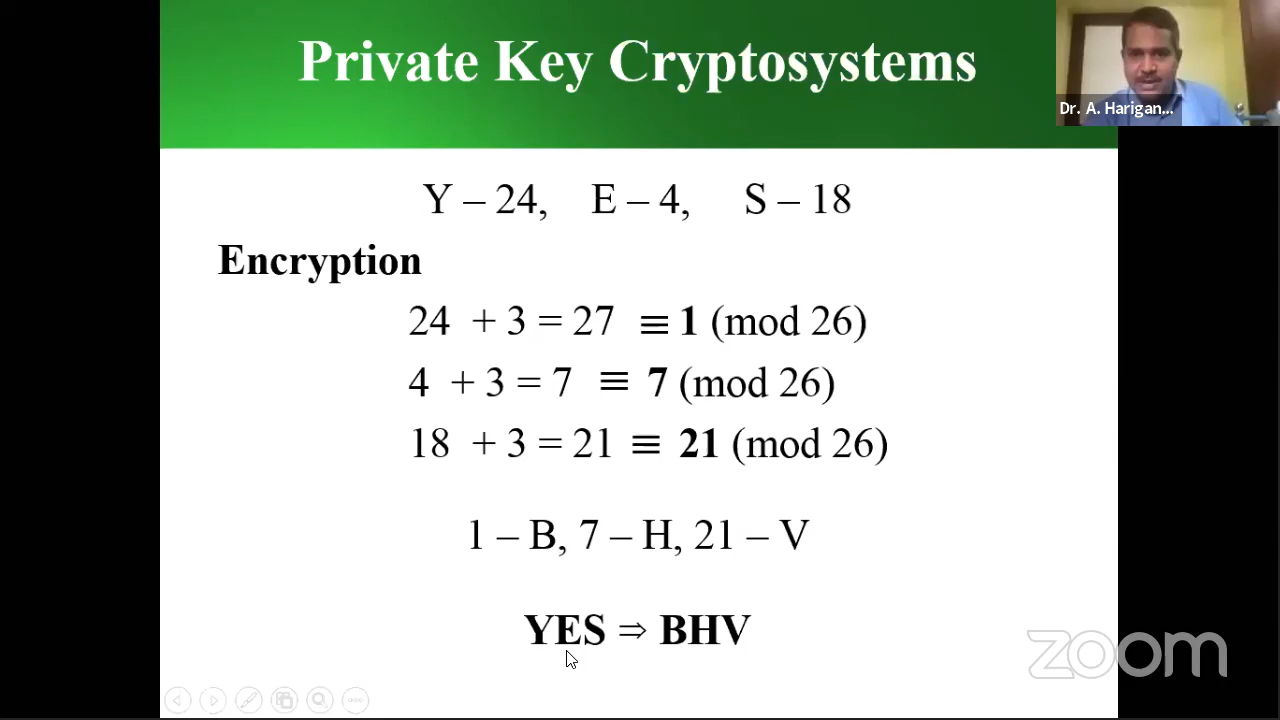 Private Key Cryptosystems
Dr. A. Harigan...
Y – 24, E – 4, S – 18
Encryption
24 + 3 = 27 ≡ 1 (mod 26)
4 + 3 = 7 ≡ 7 (mod 26)
18 + 3 = 21 ≡ 21 (mod 26)
1 – B, 7 – H, 21 – V
YES ⇒ BHV
zoom